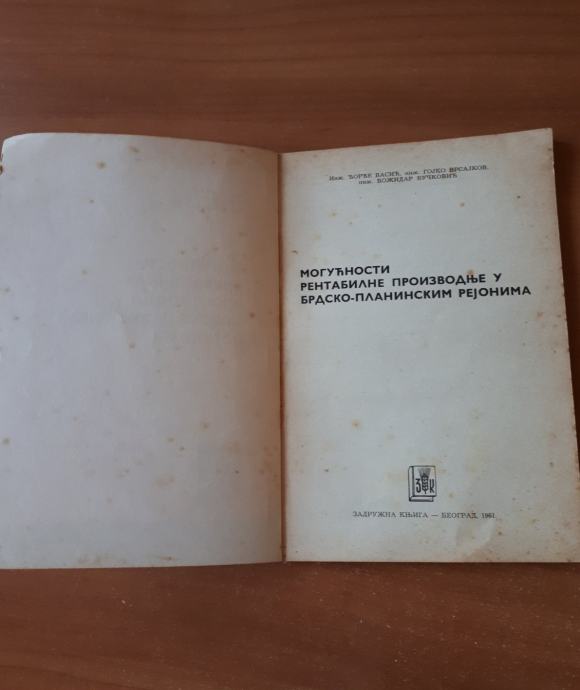 Инж. ЂОРЂЕ ВАСИЋ, инж. ГОЈКО ВРСАЈКОВ,
инж. БОЖИДАР ВУЧКОВИЋ
МОГУЋНОСТИ
РЕНТАБИЛНЕ ПРОИЗВОДЊЕ У
БРДСКО-ПЛАНИНСКИМ РЕЈОНИМА
ЗК
ЗАДРУЖНА КЊИГА — БЕОГРАД, 1961.